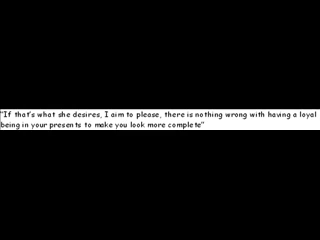 "If that's what she desires, I aim to please, there is nothing wrong with having a loyal
being in your presents to make you look more complete"